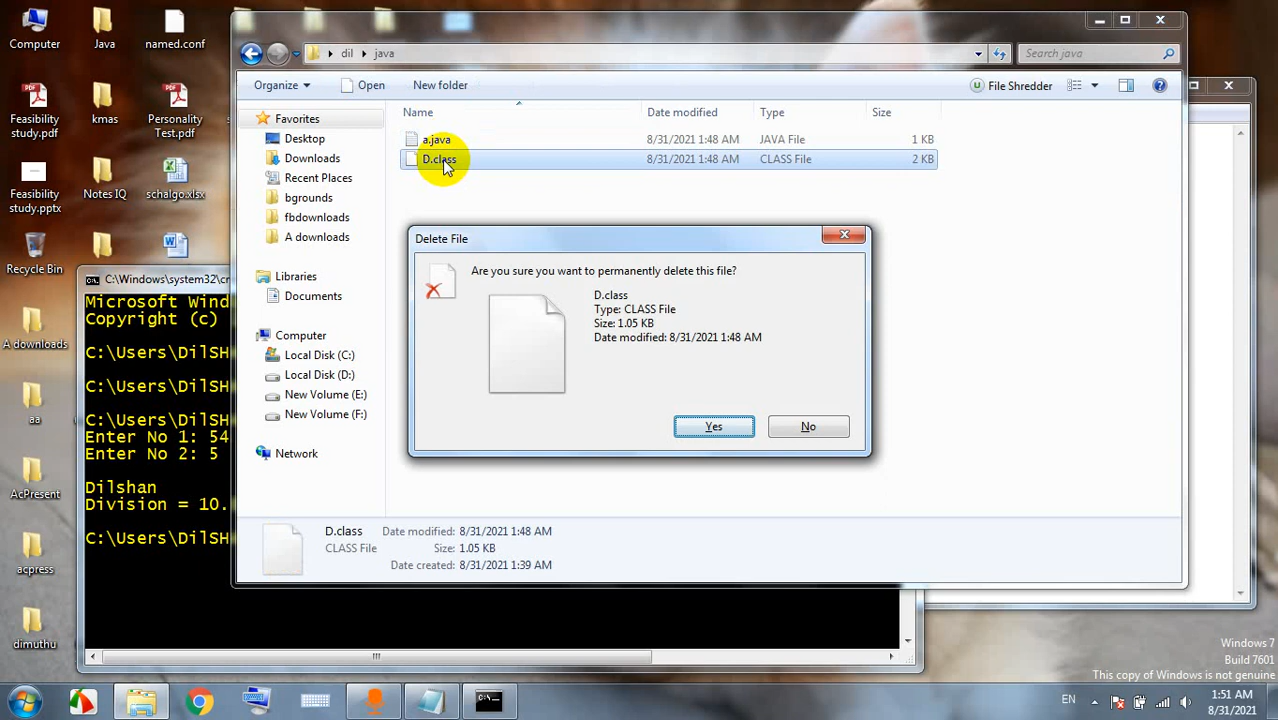 Computer
Java
named.conf
Feasibility
study.pdf
kmas
Personality
Test.pdf
Feasibility
study.pptx
Notes IQ
schalgo.xlsx
Recycle Bin
A downloads
aa
AcPresent
acpress
dimuthu
dil
java
Search java
Organize
Open
New folder
File Shredder
Name
Date modified
Type
Size
a.java
8/31/2021 1:48 AM
JAVA File
1 KB
D.class
8/31/2021 1:48 AM
CLASS File
2 KB
Favorites
Desktop
Downloads
Recent Places
bgrounds
fbdownloads
A downloads
Libraries
Documents
Computer
Local Disk (C:)
Local Disk (D:)
New Volume (E:)
New Volume (F:)
Network
Delete File
Are you sure you want to permanently delete this file?
D.class
Type: CLASS File
Size: 1.05 KB
Date modified: 8/31/2021 1:48 AM
Yes
No
D.class
Date modified: 8/31/2021 1:48 AM
CLASS File
Size: 1.05 KB
Date created: 8/31/2021 1:39 AM
C:\Windows\system32\c
Microsoft Wind
Copyright (c)
C:\Users\DilSH
C:\Users\DilSH
C:\Users\DilSH
Enter No 1: 54
Enter No 2: 5
Dilshan
Division = 10.
C:\Users\DilSH
Windows 7
Build 7601
This copy of Windows is not genuine
EN
1:51 AM
8/31/2021